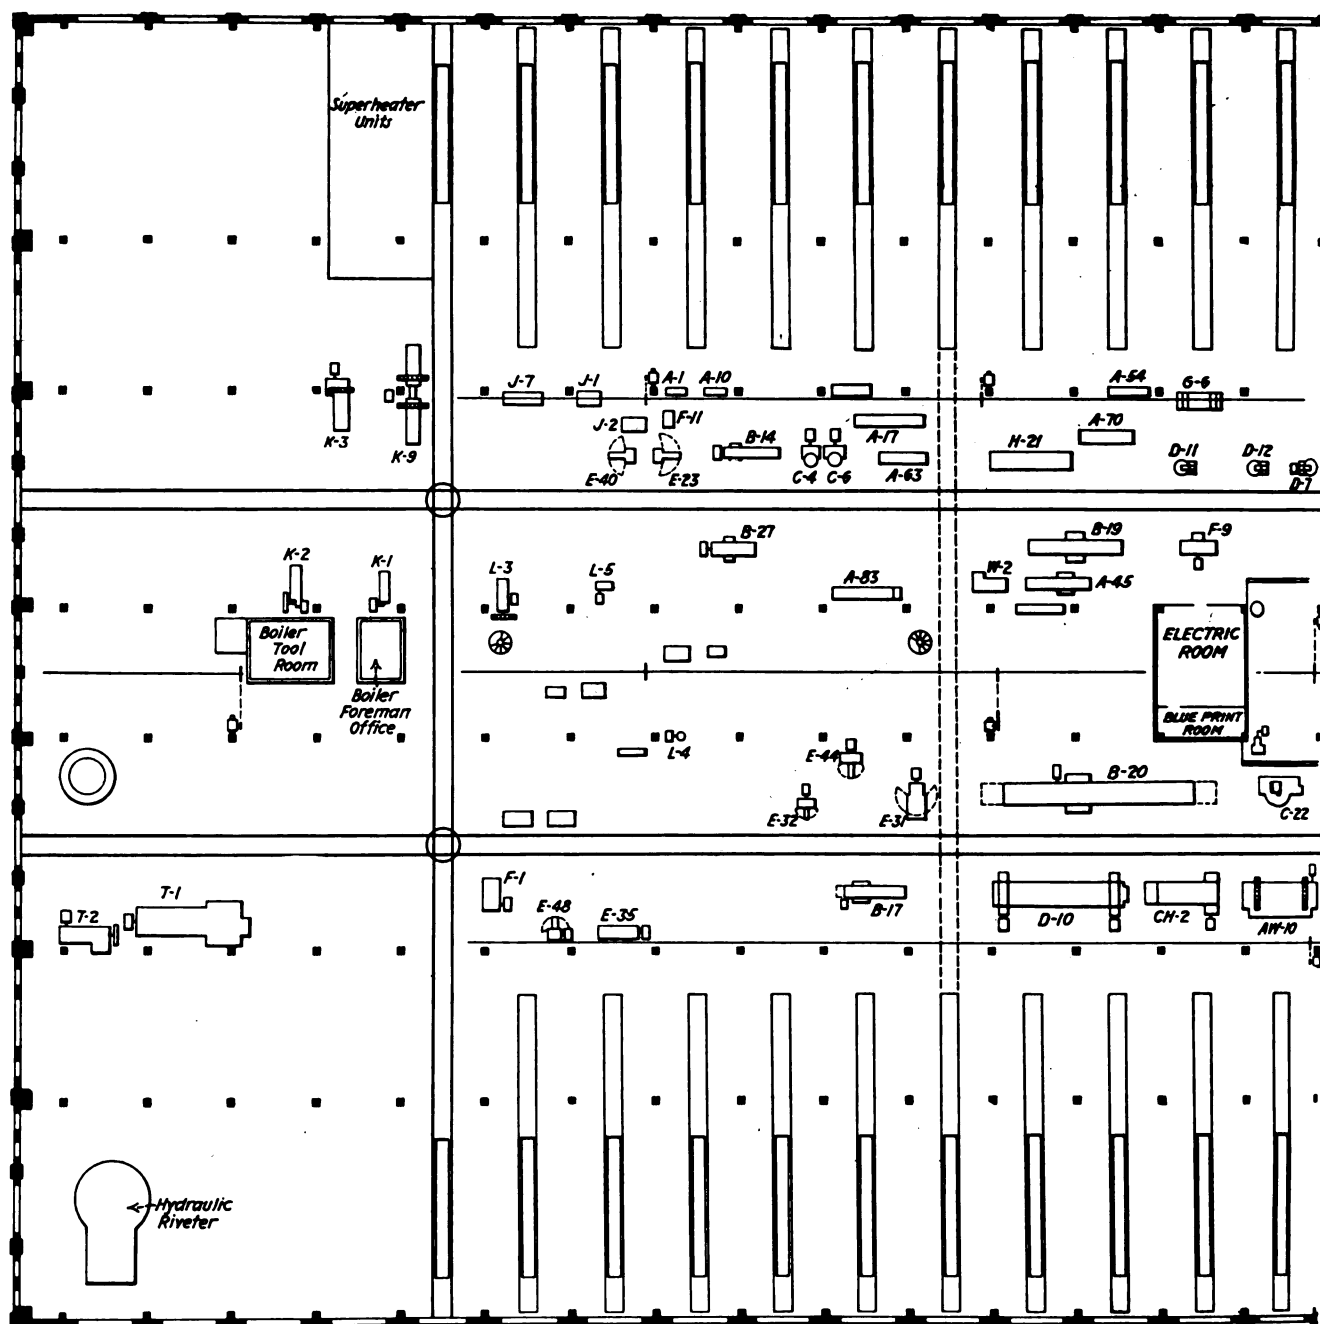 Superheater
Units
J-7
J-1
A-1
A-10
A-54
G-6
K-3
K-9
J-2
F-11
B-14
C-4
C-6
A-17
A-63
H-21
A-70
D-11
D-12
D-7
E-40
E-23
K-2
K-1
L-3
L-5
B-27
A-83
W-2
B-19
A-45
F-9
Boiler
Tool
Room
Boiler
Foreman
Office
ELECTRIC
ROOM
BLUE PRINT
ROOM
L-4
E-44
E-32
E-31
B-20
C-22
T-1
T-2
F-1
E-48
E-35
B-17
D-10
CH-2
AW-10
Hydraulic
Riveter